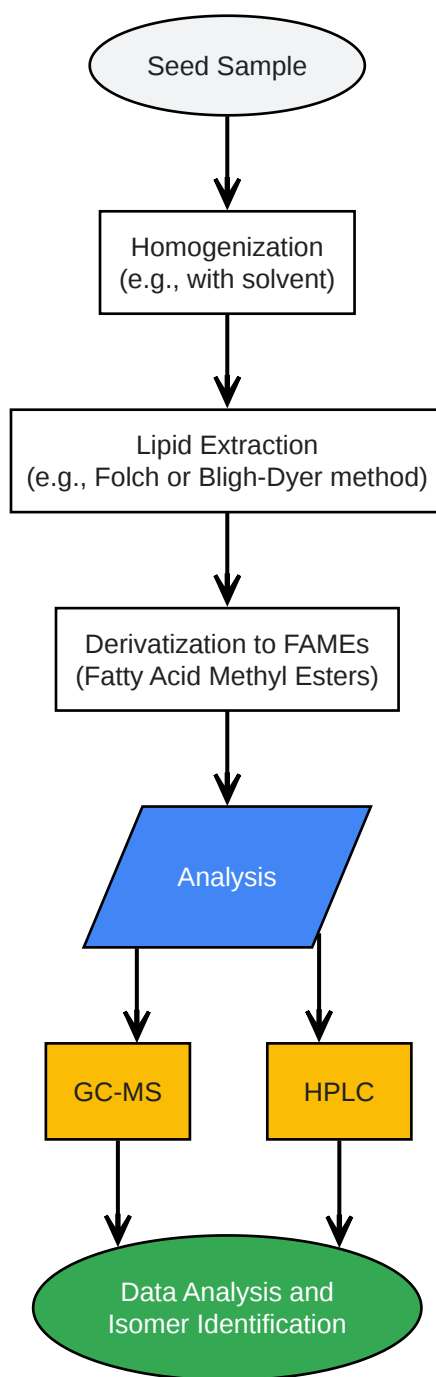 Seed Sample
Homogenization
(e.g., with solvent)
Lipid Extraction
(e.g., Folch or Bligh-Dyer method)
Derivatization to FAMEs
(Fatty Acid Methyl Esters)
Analysis
GC-MS
HPLC
Data Analysis and
Isomer Identification